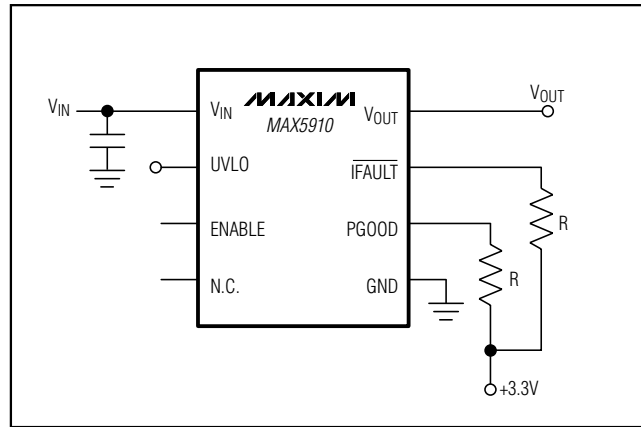 V_IN
V_IN
MAXIM
MAX5910
V_OUT
V_OUT
UVLO
IFAULT
ENABLE
PGOOD
R
R
N.C.
GND
+3.3V